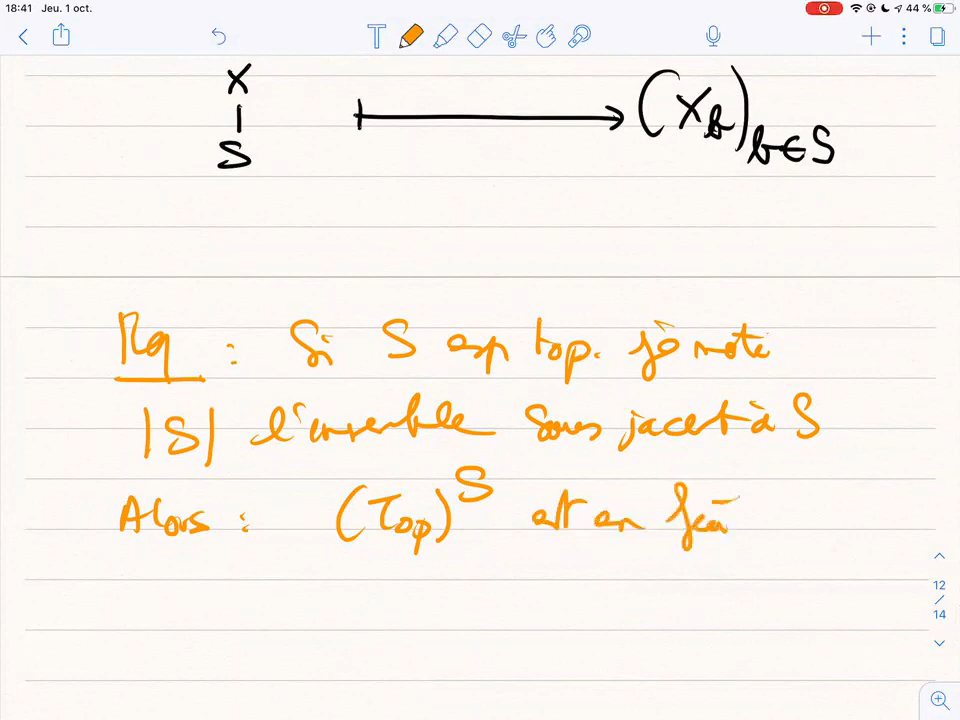 18:41 Jeu. 1 oct. 44 %
X
S
(X_b)_{b∈S}
Rq : Si S esp top. je note
|S| l'ensemble sous jacent à S
Alors : (Top)^S est en
12
/
14